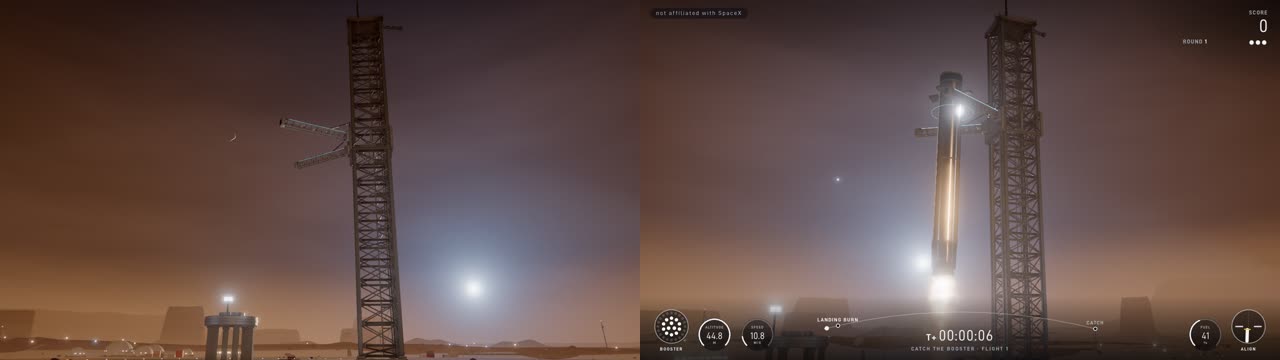 not affiliated with SpaceX
SCORE
0
ROUND 1
LANDING BURN
CATCH
BOOSTER
ALTITUDE
44.8
M
SPEED
10.8
T+00:00:06
CATCH THE BOOSTER · FLIGHT 1
FUEL
41
ALIGN